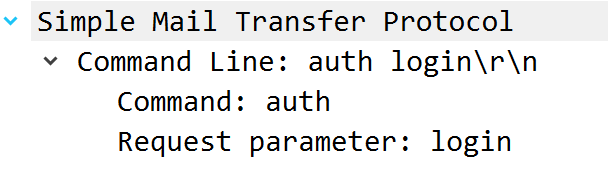 Simple Mail Transfer Protocol
Command Line: auth login\r\n
Command: auth
Request parameter: login